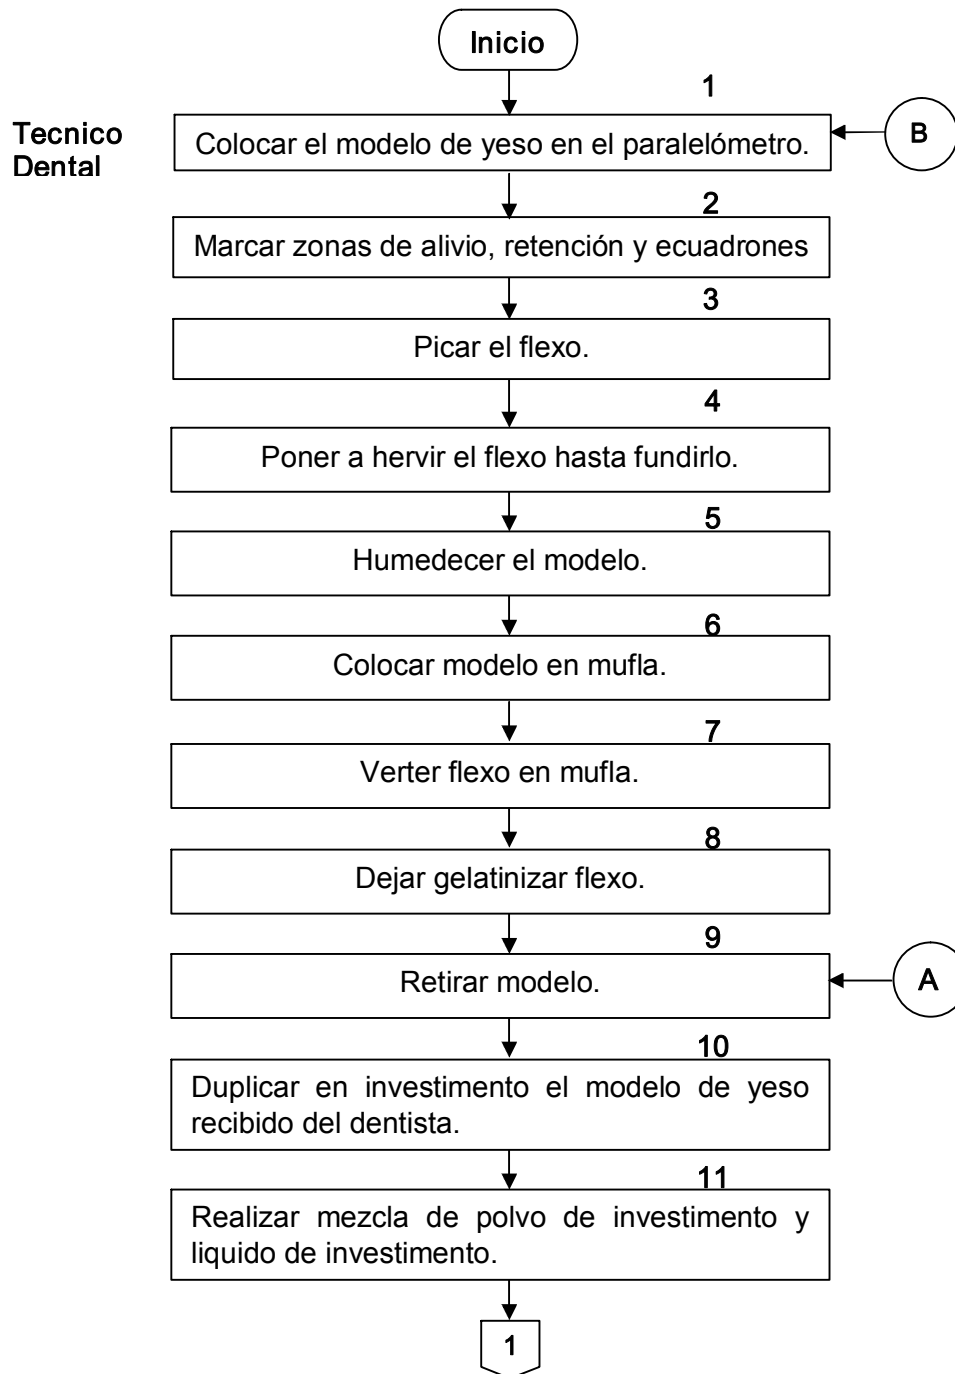 Inicio
1
Tecnico
Dental
Colocar el modelo de yeso en el paralelómetro.
B
2
Marcar zonas de alivio, retención y ecuadrones
3
Picar el flexo.
4
Poner a hervir el flexo hasta fundirlo.
5
Humedecer el modelo.
6
Colocar modelo en mufla.
7
Verter flexo en mufla.
8
Dejar gelatinizar flexo.
9
Retirar modelo.
A
10
Duplicar en investimento el modelo de yeso
recibido del dentista.
11
Realizar mezcla de polvo de investimento y
liquido de investimento.
1